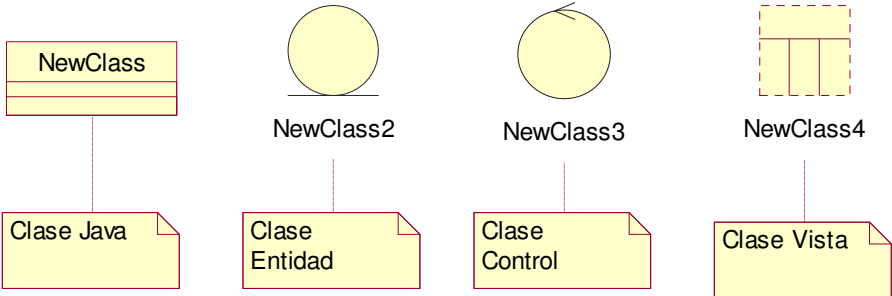 NewClass
NewClass2
NewClass3
NewClass4
Clase Java
Clase
Entidad
Clase
Control
Clase Vista